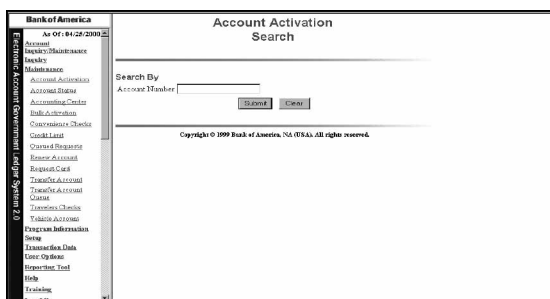 Bank of America
Electronic Account Government Ledger System 2.0
As Of: 04/28/2000
Account
Inquiry/Maintenance
Inquiry
Maintenance
Account Activation
Account Status
Accounting Center
Bulk Activation
Convenience Checks
Credit Limit
Queued Requests
Renew Account
Request Card
Transfer Account
Transfer Account
Queue
Travelers Checks
Vehicle Account
Program Information
Setup
Transaction Data
User Options
Reporting Tool
Help
Training
Account Activation
Search
Search By
Account Number
Submit Clear
Copyright © 1999 Bank of America, NA (USA). All rights reserved.